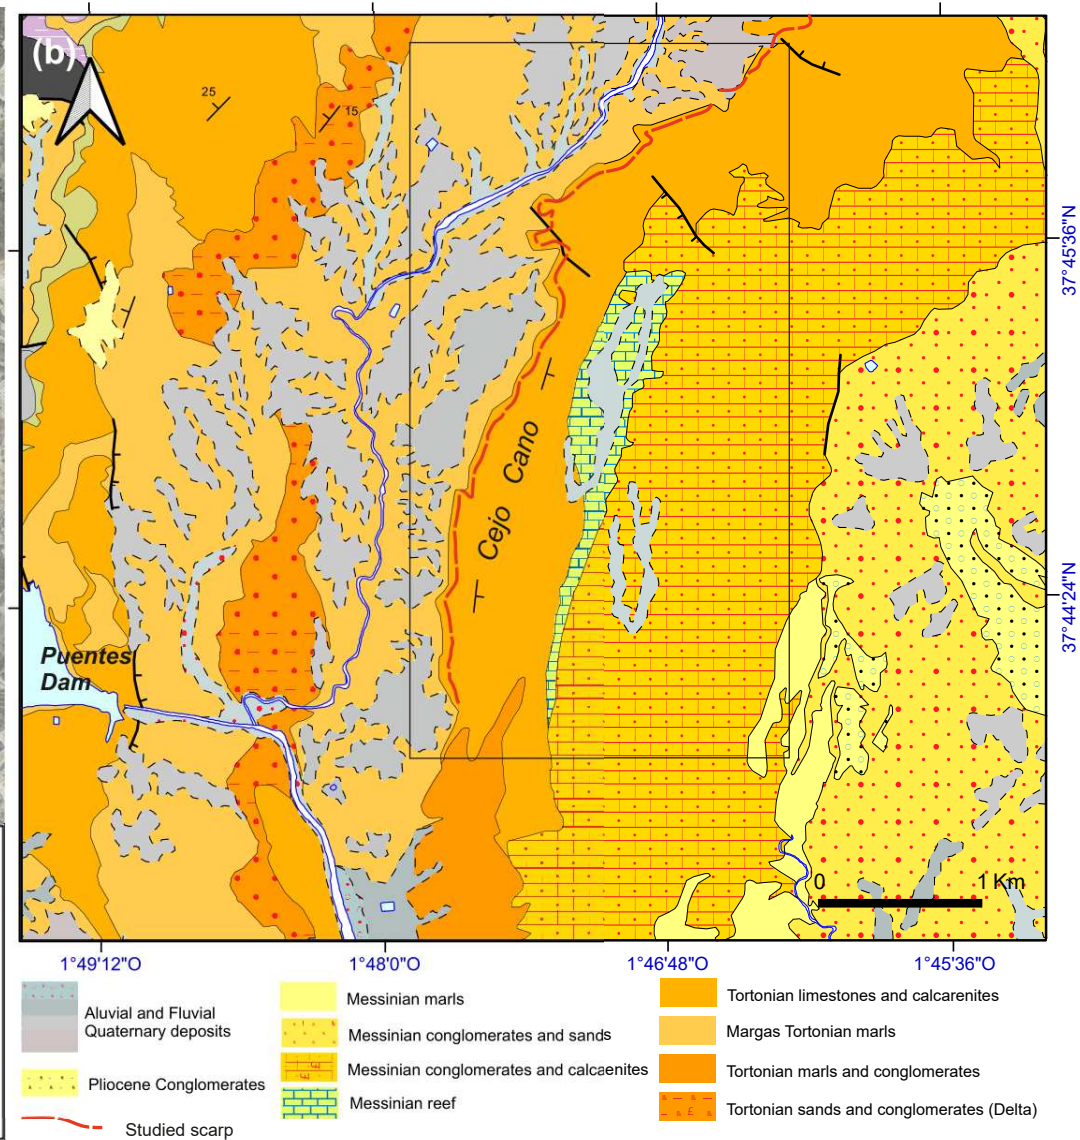 (b)
25
15
37°45'36"N
Cejo Cano
37°44'24"N
Puentes
Dam
0 1 Km
1°49'12"O 1°48'0"O 1°46'48"O 1°45'36"O
Aluvial and Fluvial
Quaternary deposits
Pliocene Conglomerates
Studied scarp
Messinian marls
Messinian conglomerates and sands
Messinian conglomerates and calcaenites
Messinian reef
Tortonian limestones and calcarenites
Margas Tortonian marls
Tortonian marls and conglomerates
Tortonian sands and conglomerates (Delta)